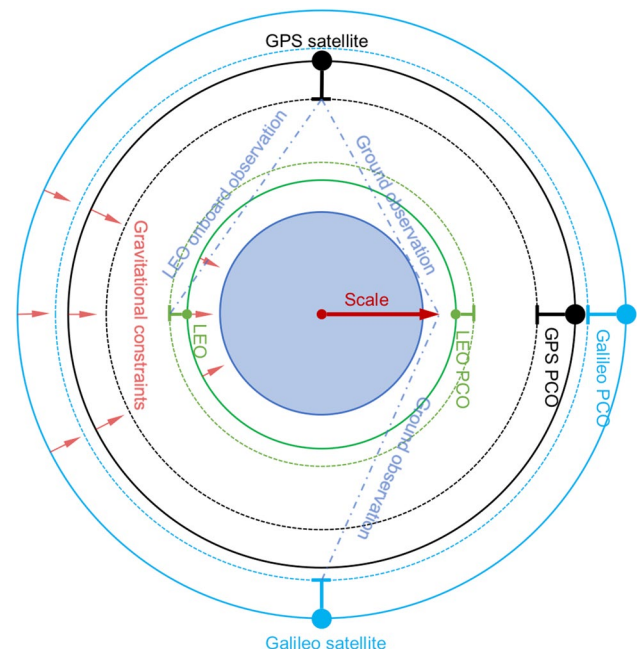 GPS satellite
LEO onboard observation
Ground observation
Gravitational constraints
Scale
LEO
LEO PCO
GPS PCO
Galileo PCO
Ground observation
Galileo satellite